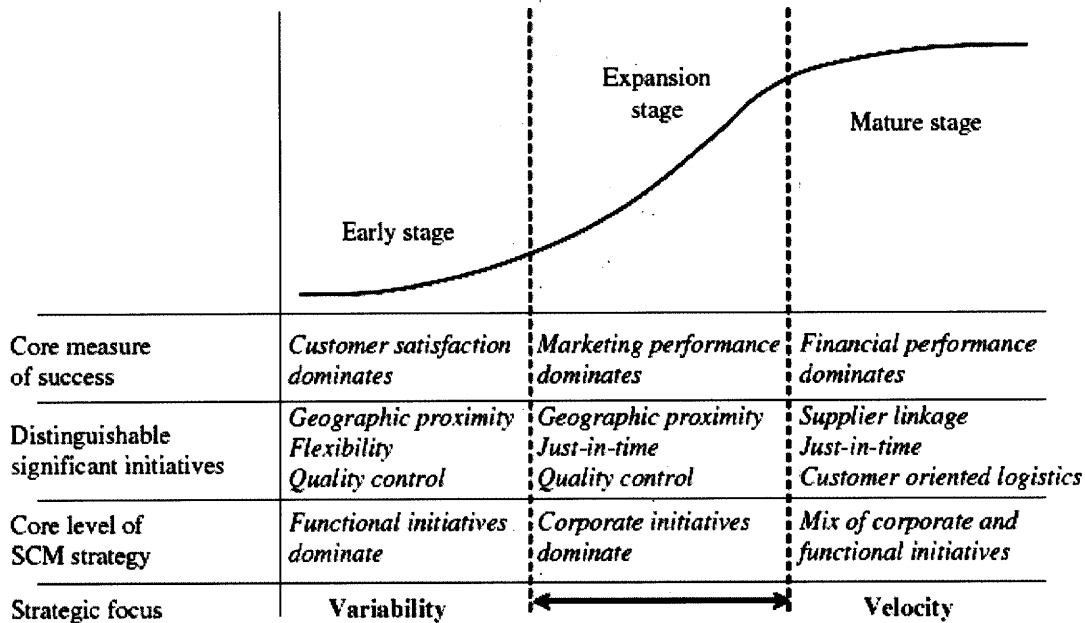 Expansion
stage
Mature stage
Early stage
Core measure
of success
Customer satisfaction
dominates
Marketing performance
dominates
Financial performance
dominates
Distinguishable
significant initiatives
Geographic proximity
Flexibility
Quality control
Geographic proximity
Just-in-time
Quality control
Supplier linkage
Just-in-time
Customer oriented logistics
Core level of
SCM strategy
Functional initiatives
dominate
Corporate initiatives
dominate
Mix of corporate and
functional initiatives
Strategic focus
Variability
Velocity